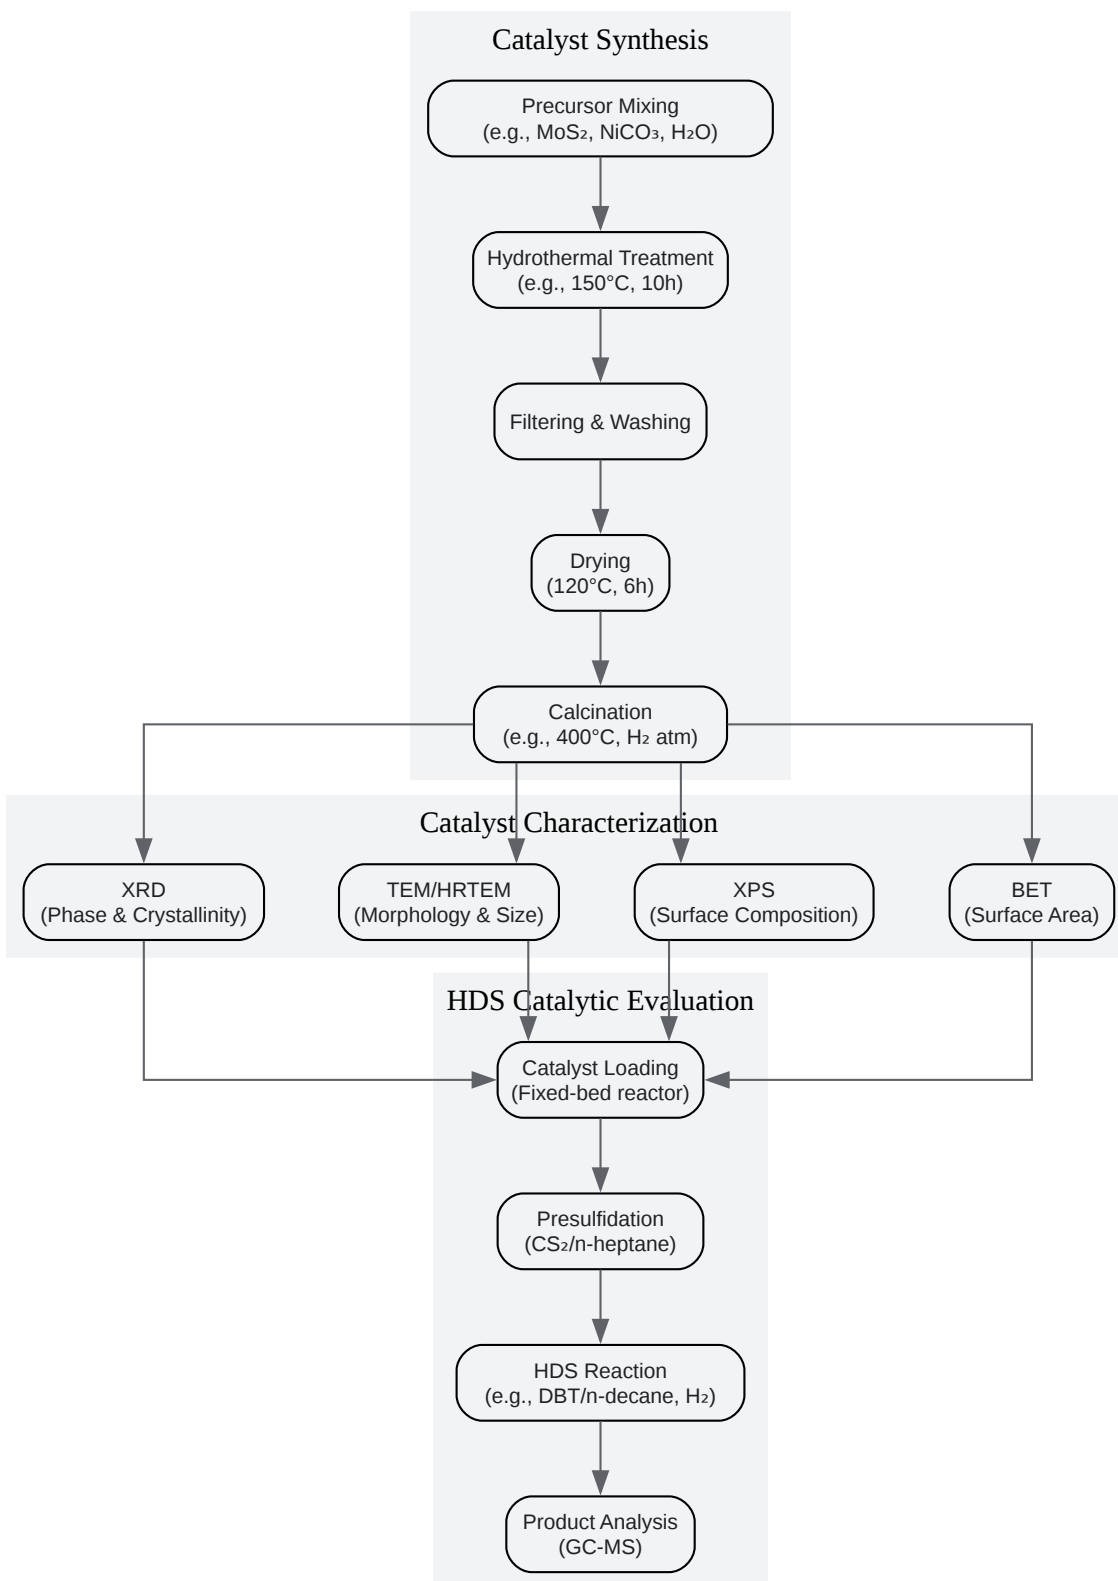 Catalyst Synthesis
Precursor Mixing
(e.g., MoS₂, NiCO₃, H₂O)
Hydrothermal Treatment
(e.g., 150°C, 10h)
Filtering & Washing
Drying
(120°C, 6h)
Calcination
(e.g., 400°C, H₂ atm)
Catalyst Characterization
XRD
(Phase & Crystallinity)
TEM/HRTEM
(Morphology & Size)
XPS
(Surface Composition)
BET
(Surface Area)
HDS Catalytic Evaluation
Catalyst Loading
(Fixed-bed reactor)
Presulfidation
(CS₂/n-heptane)
HDS Reaction
(e.g., DBT/n-decane, H₂)
Product Analysis
(GC-MS)